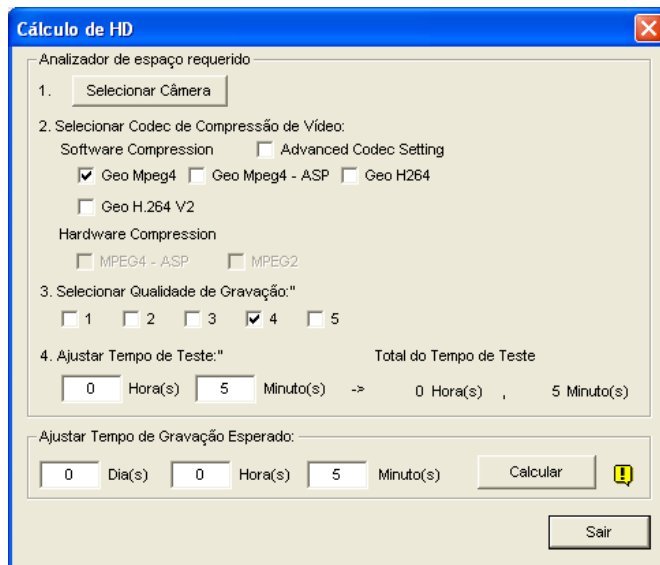 Cálculo de HD
Analizador de espaço requerido
1. Selecionar Câmera
2. Selecionar Codec de Compressão de Vídeo:
Software Compression Advanced Codec Setting
Geo Mpeg4 Geo Mpeg4 - ASP Geo H264
Geo H.264 V2
Hardware Compression
MPEG4 - ASP MPEG2
3. Selecionar Qualidade de Gravação:"
1 2 3 4 5
4. Ajustar Tempo de Teste:" Total do Tempo de Teste
0 Hora(s) 5 Minuto(s) -> 0 Hora(s) , 5 Minuto(s)
Ajustar Tempo de Gravação Esperado:
0 Dia(s) 0 Hora(s) 5 Minuto(s) Calcular !
Sair